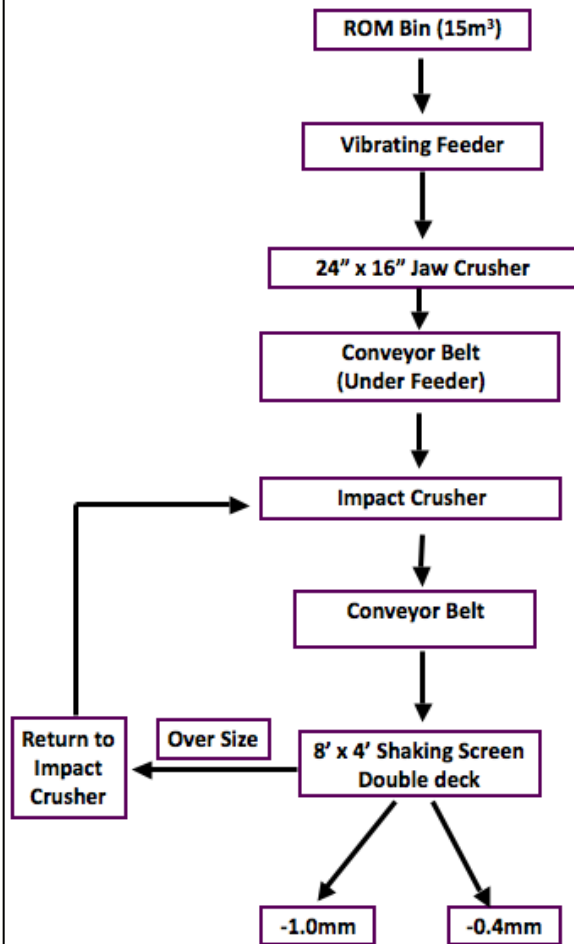 ROM Bin (15m³)
Vibrating Feeder
24” x 16” Jaw Crusher
Conveyor Belt
(Under Feeder)
Impact Crusher
Conveyor Belt
Return to
Impact
Crusher
Over Size
8’ x 4’ Shaking Screen
Double deck
-1.0mm
-0.4mm